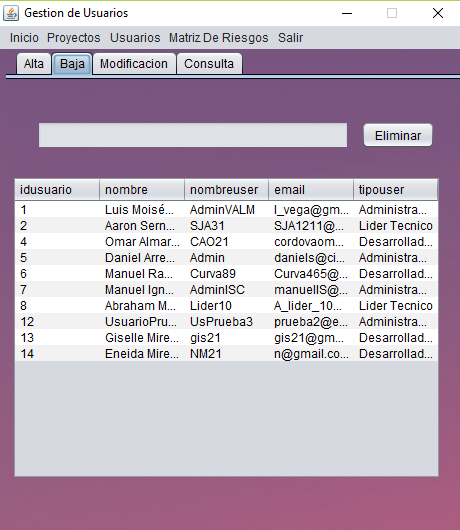 Gestion de Usuarios
Inicio Proyectos Usuarios Matriz De Riesgos Salir
Alta Baja Modificacion Consulta
Eliminar
idusuario nombre nombreuser email tipouser
1 Luis Moisé... AdminVALM l_vega@gm... Administra...
2 Aaron Sern... SJA31 SJA1211@... Lider Tecnico
4 Omar Almar... CAO21 cordovaom... Desarrollad...
5 Daniel Arre... Admin daniels@ci... Administra...
6 Manuel Ra... Curva89 Curva465@... Desarrollad...
7 Manuel Ign... AdminISC manuelIS@... Administra...
8 Abraham M... Lider10 A_lider_10... Lider Tecnico
12 UsuarioPru... UsPrueba3 prueba2@e... Administra...
13 Giselle Mire... gis21 gis21@gm... Desarrollad...
14 Eneida Mire... NM21 n@gmail.co... Desarrollad...